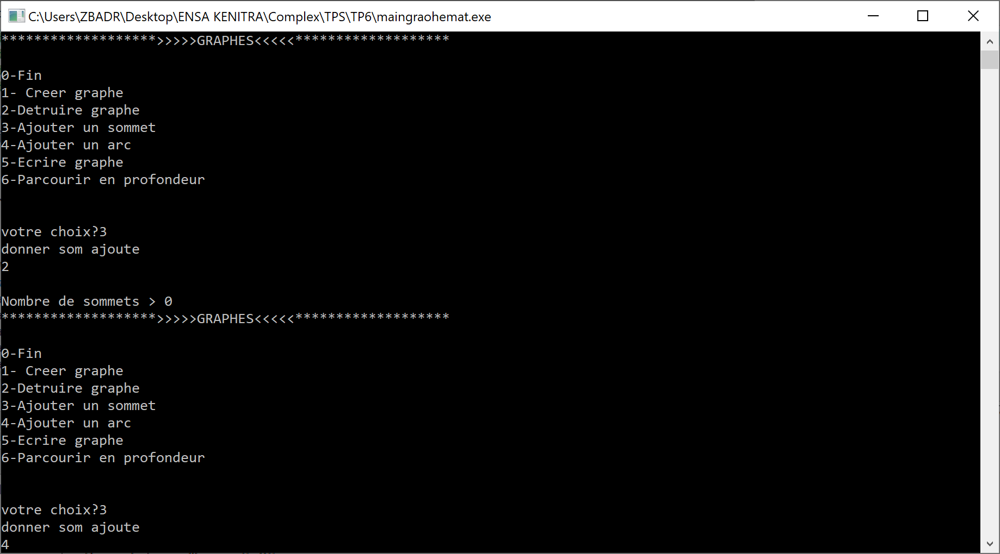 C:\Users\ZBADR\Desktop\ENSA KENITRA\Complex\TPS\TP6\maingraohemat.exe
*******************>>>>>GRAPHES<<<<<*******************
0-Fin
1- Creer graphe
2-Detruire graphe
3-Ajouter un sommet
4-Ajouter un arc
5-Ecrire graphe
6-Parcourir en profondeur
votre choix?3
donner som ajoute
2
Nombre de sommets > 0
*******************>>>>>GRAPHES<<<<<*******************
0-Fin
1- Creer graphe
2-Detruire graphe
3-Ajouter un sommet
4-Ajouter un arc
5-Ecrire graphe
6-Parcourir en profondeur
votre choix?3
donner som ajoute
4